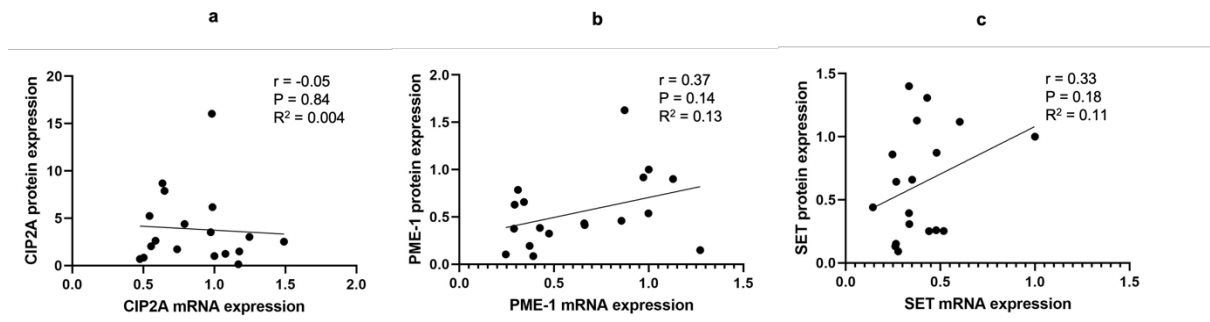 a
b
c
r = -0.05
P = 0.84
R² = 0.004
CIP2A protein expression
20
15
10
5
0
0.0
0.5
1.0
1.5
2.0
CIP2A mRNA expression
r = 0.37
P = 0.14
R² = 0.13
PME-1 protein expression
2.0
1.5
1.0
0.5
0.0
0.0
0.5
1.0
1.5
PME-1 mRNA expression
r = 0.33
P = 0.18
R² = 0.11
SET protein expression
1.5
1.0
0.5
0.0
0.0
0.5
1.0
1.5
SET mRNA expression